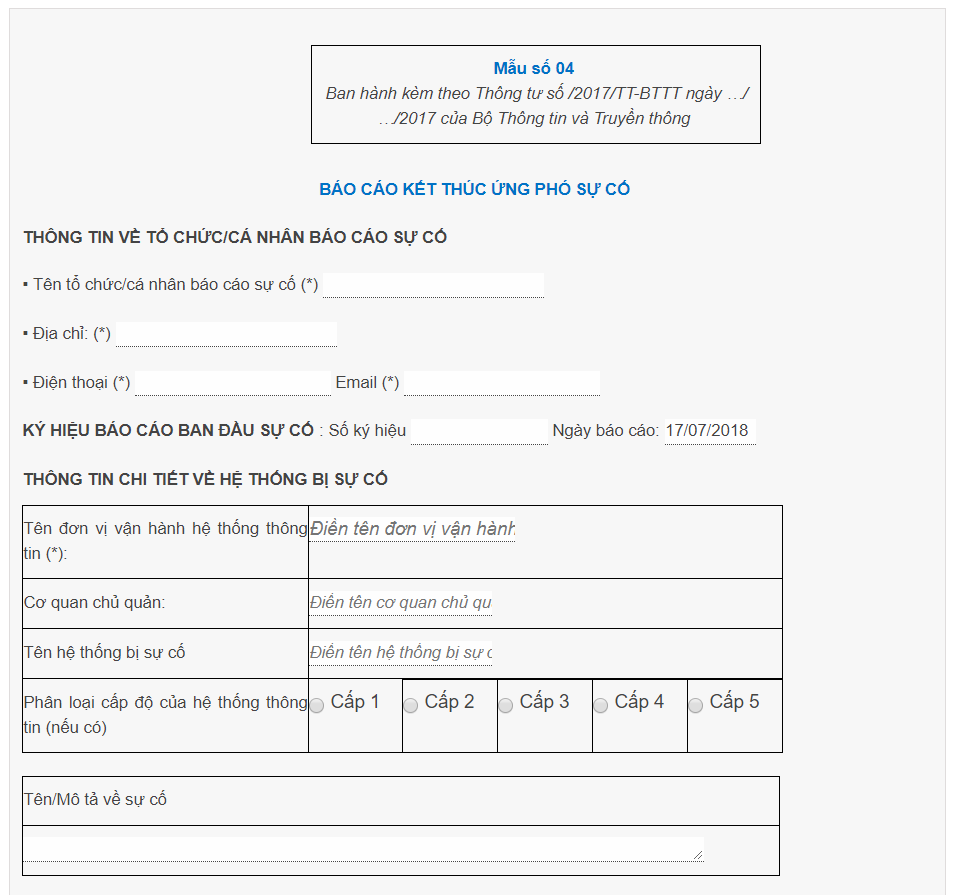 Mẫu số 04
Ban hành kèm theo Thông tư số /2017/TT-BTTT ngày …/
…/2017 của Bộ Thông tin và Truyền thông
BÁO CÁO KẾT THÚC ỨNG PHÓ SỰ CỐ
THÔNG TIN VỀ TỔ CHỨC/CÁ NHÂN BÁO CÁO SỰ CỐ
▪ Tên tổ chức/cá nhân báo cáo sự cố (*)
▪ Địa chỉ: (*)
▪ Điện thoại (*) Email (*)
KÝ HIỆU BÁO CÁO BAN ĐẦU SỰ CỐ : Số ký hiệu Ngày báo cáo: 17/07/2018
THÔNG TIN CHI TIẾT VỀ HỆ THỐNG BỊ SỰ CỐ
Tên đơn vị vận hành hệ thống thông Điền tên đơn vị vận hành
tin (*):
Cơ quan chủ quản: Điền tên cơ quan chủ qu
Tên hệ thống bị sự cố Điền tên hệ thống bị sự c
Phân loại cấp độ của hệ thống thông Cấp 1 Cấp 2 Cấp 3 Cấp 4 Cấp 5
tin (nếu có)
Tên/Mô tả về sự cố